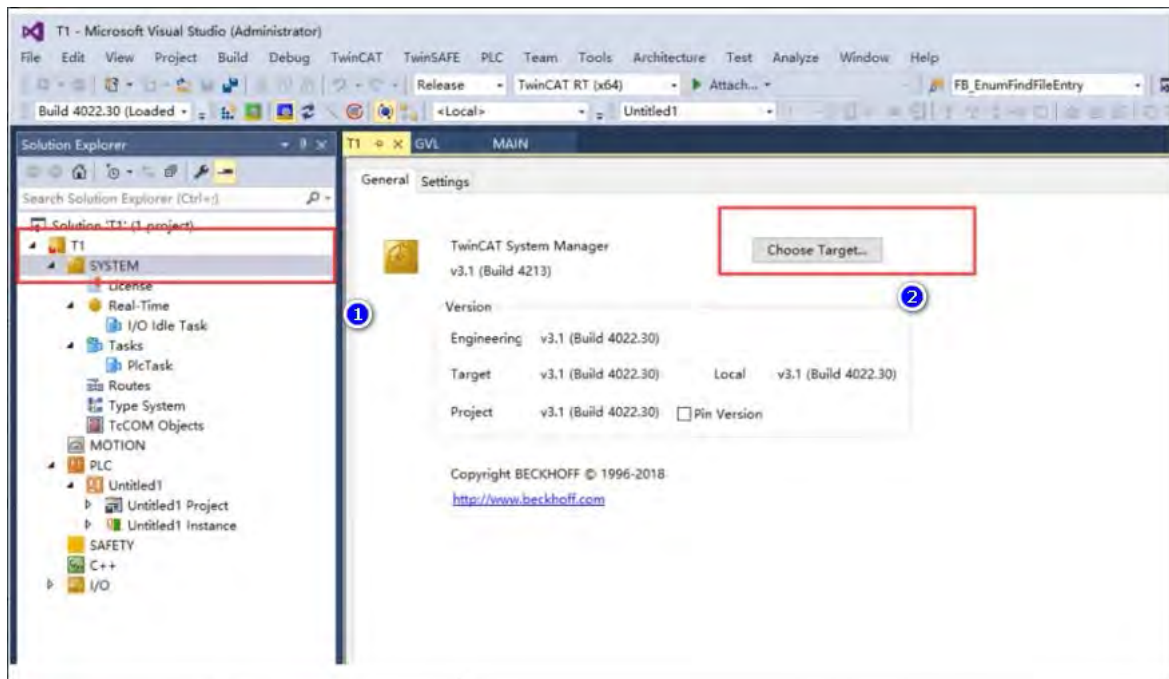 T1 - Microsoft Visual Studio (Administrator)
File Edit View Project Build Debug TwinCAT TwinSAFE PLC Team Tools Architecture Test Analyze Window Help
Release TwinCAT RT (x64) Attach... FB_EnumFindFileEntry
Build 4022.30 (Loaded <Local> Untitled1
Solution Explorer T1 GVL MAIN
General Settings
Search Solution Explorer (Ctrl+;)
Solution 'T1' (1 project)
T1
SYSTEM
License
Real-Time
I/O Idle Task
Tasks
PlcTask
Routes
Type System
TcCOM Objects
MOTION
PLC
Untitled1
Untitled1 Project
Untitled1 Instance
SAFETY
C++
I/O
1
TwinCAT System Manager
v3.1 (Build 4213)
Choose Target...
2
Version
Engineering v3.1 (Build 4022.30)
Target v3.1 (Build 4022.30) Local v3.1 (Build 4022.30)
Project v3.1 (Build 4022.30) Pin Version
Copyright BECKHOFF © 1996-2018
http://www.beckhoff.com